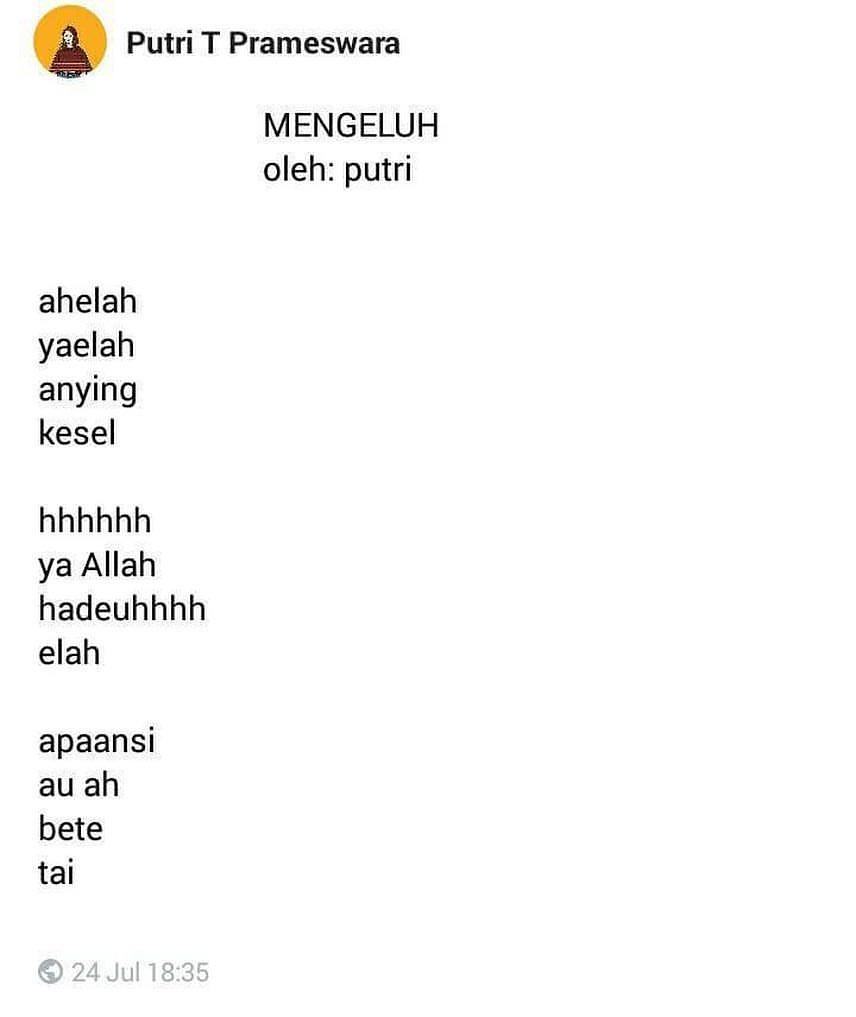 Putri T Prameswara
MENGELUH
oleh: putri
ahelah
yaelah
anying
kesel
hhhhhh
ya Allah
hadeuhhhh
elah
apaansi
au ah
bete
tai
24 Jul 18:35